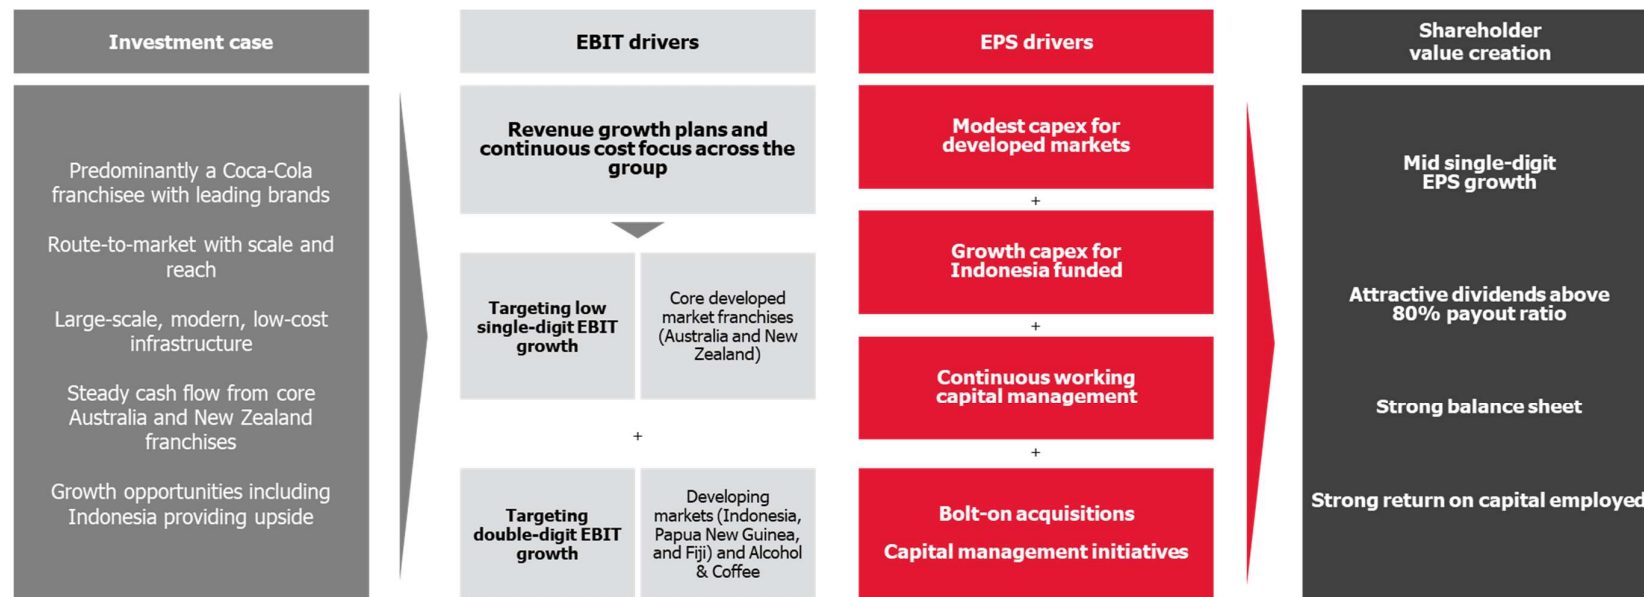 Investment case
Predominantly a Coca-Cola
franchisee with leading brands
Route-to-market with scale and
reach
Large-scale, modern, low-cost
infrastructure
Steady cash flow from core
Australia and New Zealand
franchises
Growth opportunities including
Indonesia providing upside
EBIT drivers
Revenue growth plans and
continuous cost focus across the
group
Targeting low
single-digit EBIT
growth
Core developed
market franchises
(Australia and New
Zealand)
+
Targeting
double-digit EBIT
growth
Developing
markets (Indonesia,
Papua New Guinea,
and Fiji) and Alcohol
& Coffee
EPS drivers
Modest capex for
developed markets
+
Growth capex for
Indonesia funded
+
Continuous working
capital management
+
Bolt-on acquisitions
Capital management initiatives
Shareholder
value creation
Mid single-digit
EPS growth
Attractive dividends above
80% payout ratio
Strong balance sheet
Strong return on capital employed